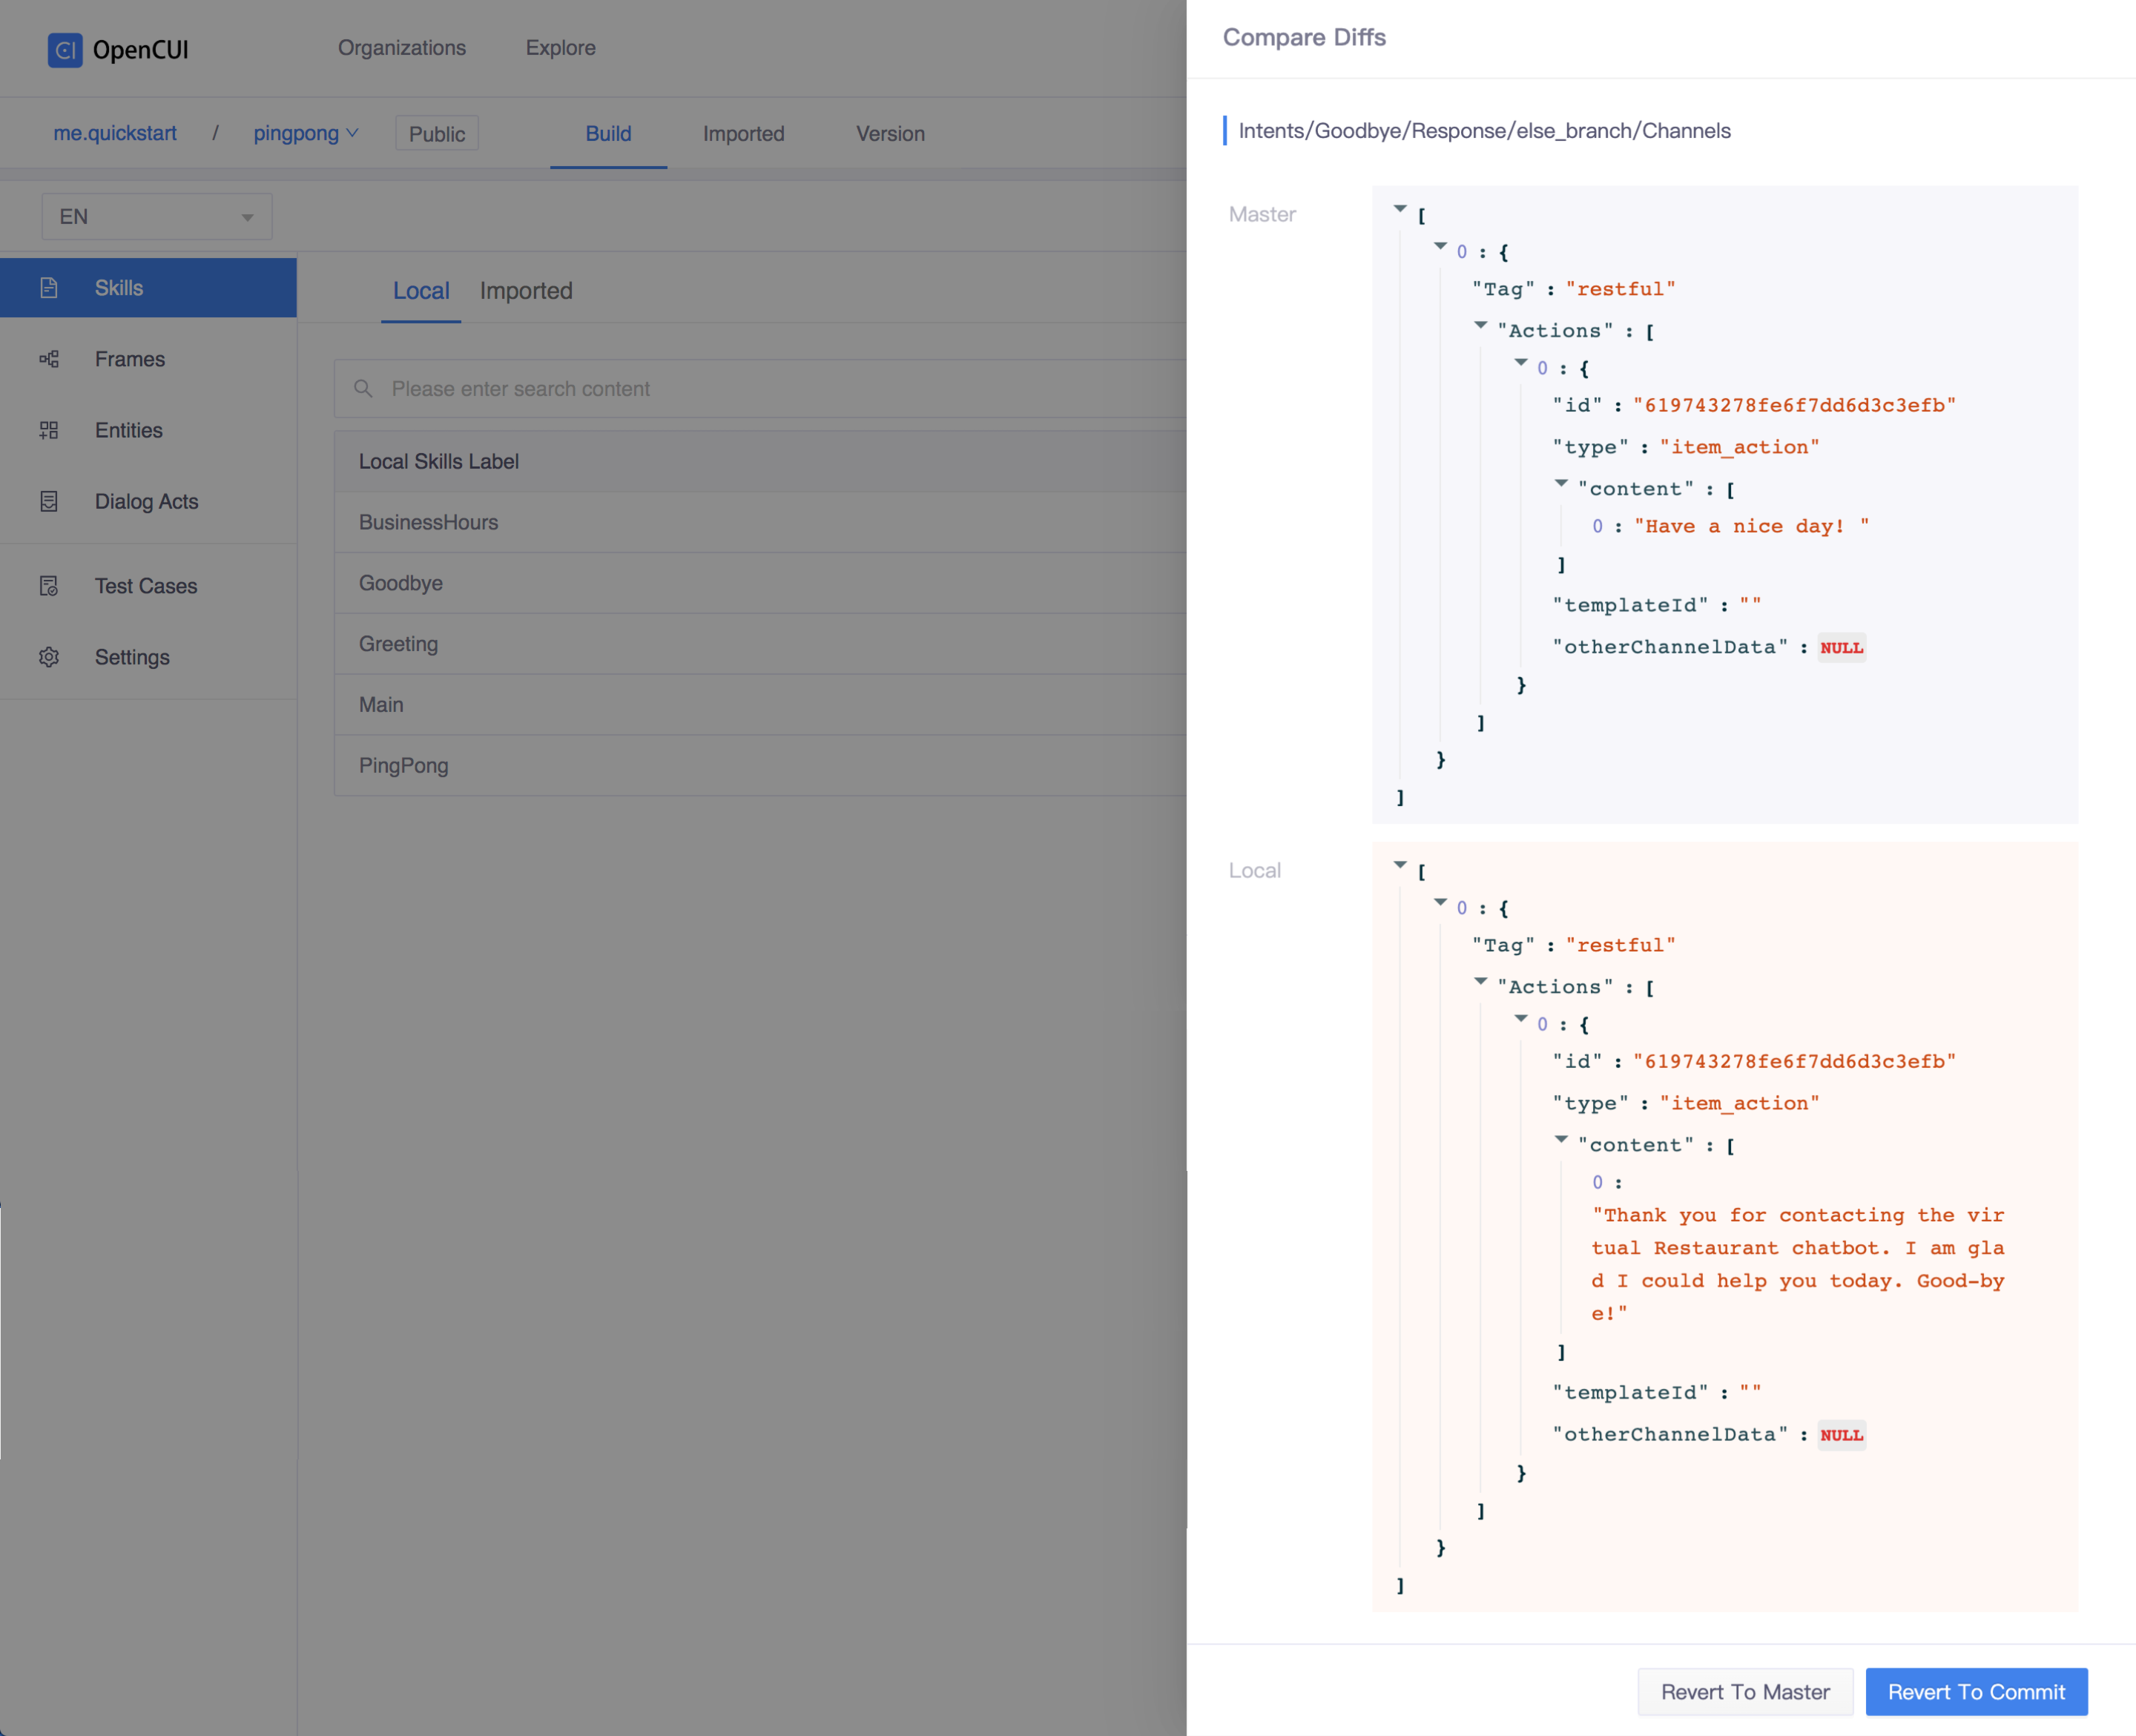 OpenCUI
Organizations
Explore
me.quickstart / pingpong
Public
Build
Imported
Version
EN
Skills
Frames
Entities
Dialog Acts
Test Cases
Settings
Local
Imported
Please enter search content
Local Skills Label
BusinessHours
Goodbye
Greeting
Main
PingPong
Compare Diffs
Intents/Goodbye/Response/else_branch/Channels
Master
[
0 : {
"Tag" : "restful"
"Actions" : [
0 : {
"id" : "619743278fe6f7dd6d3c3efb"
"type" : "item_action"
"content" : [
0 : "Have a nice day! "
]
"templateId" : ""
"otherChannelData" : NULL
}
]
}
]
Local
[
0 : {
"Tag" : "restful"
"Actions" : [
0 : {
"id" : "619743278fe6f7dd6d3c3efb"
"type" : "item_action"
"content" : [
0 :
"Thank you for contacting the vir
tual Restaurant chatbot. I am gla
d I could help you today. Good-by
e!"
]
"templateId" : ""
"otherChannelData" : NULL
}
]
}
]
Revert To Master
Revert To Commit